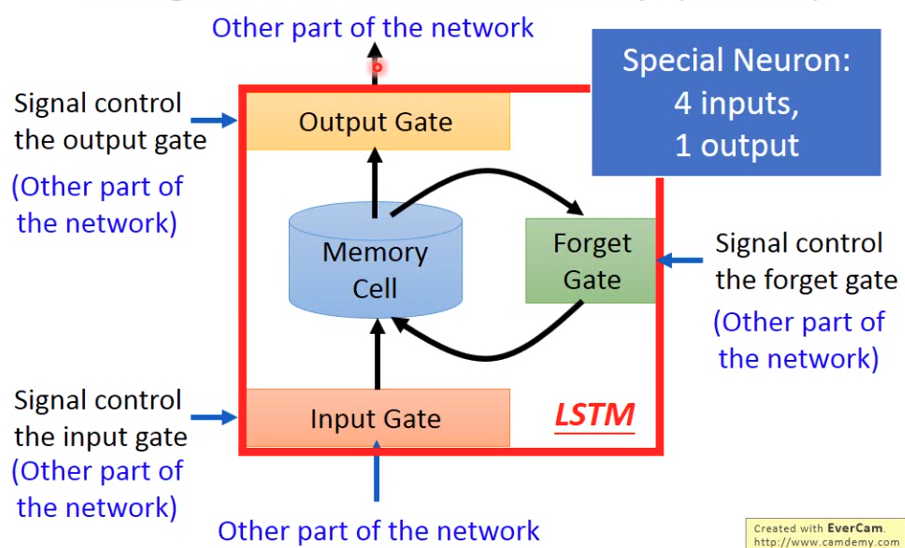 Other part of the network
Special Neuron:
4 inputs,
1 output
Signal control
the output gate
(Other part of
the network)
Output Gate
Memory
Cell
Forget
Gate
Signal control
the forget gate
(Other part of
the network)
Signal control
the input gate
(Other part of
the network)
Input Gate
LSTM
Other part of the network
Created with EverCam.
http://www.camdemy.com